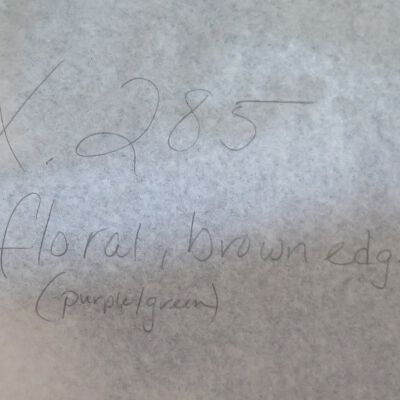 X.285
floral, brown edg
(purple/green)